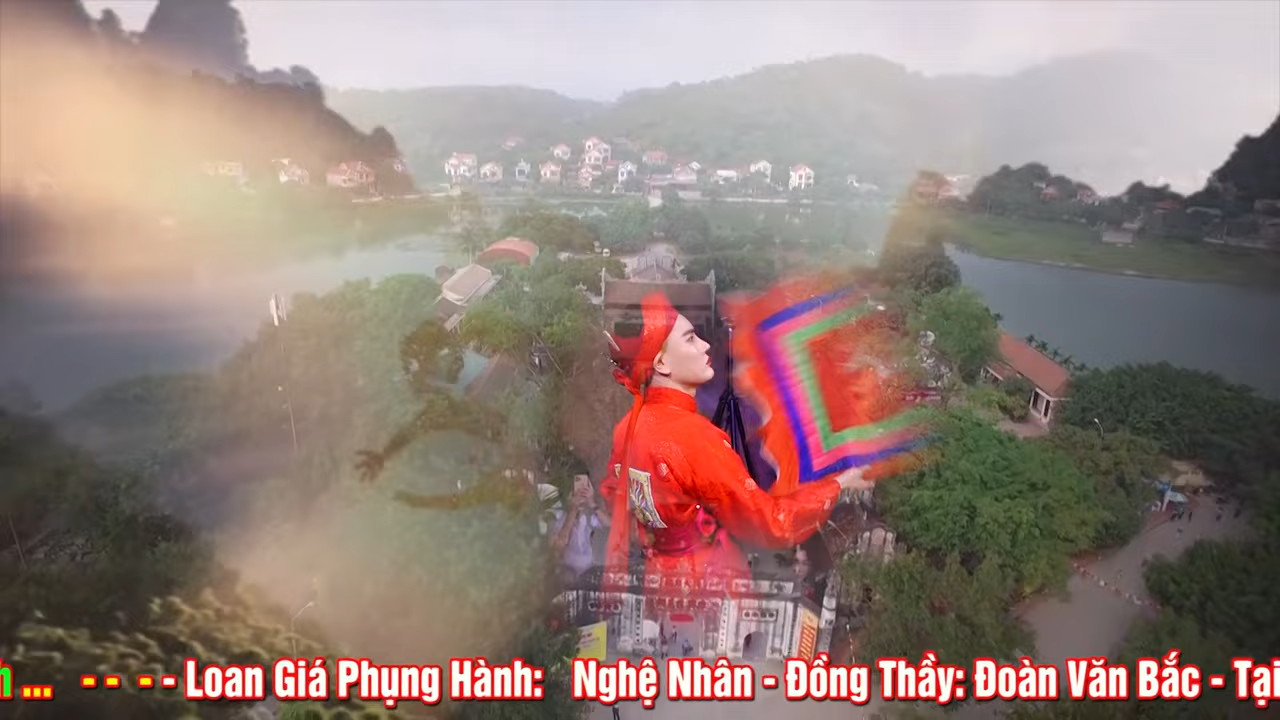 ... - - - - Loan Giá Phụng Hành: Nghệ Nhân - Đồng Thầy: Đoàn Văn Bắc - Tại